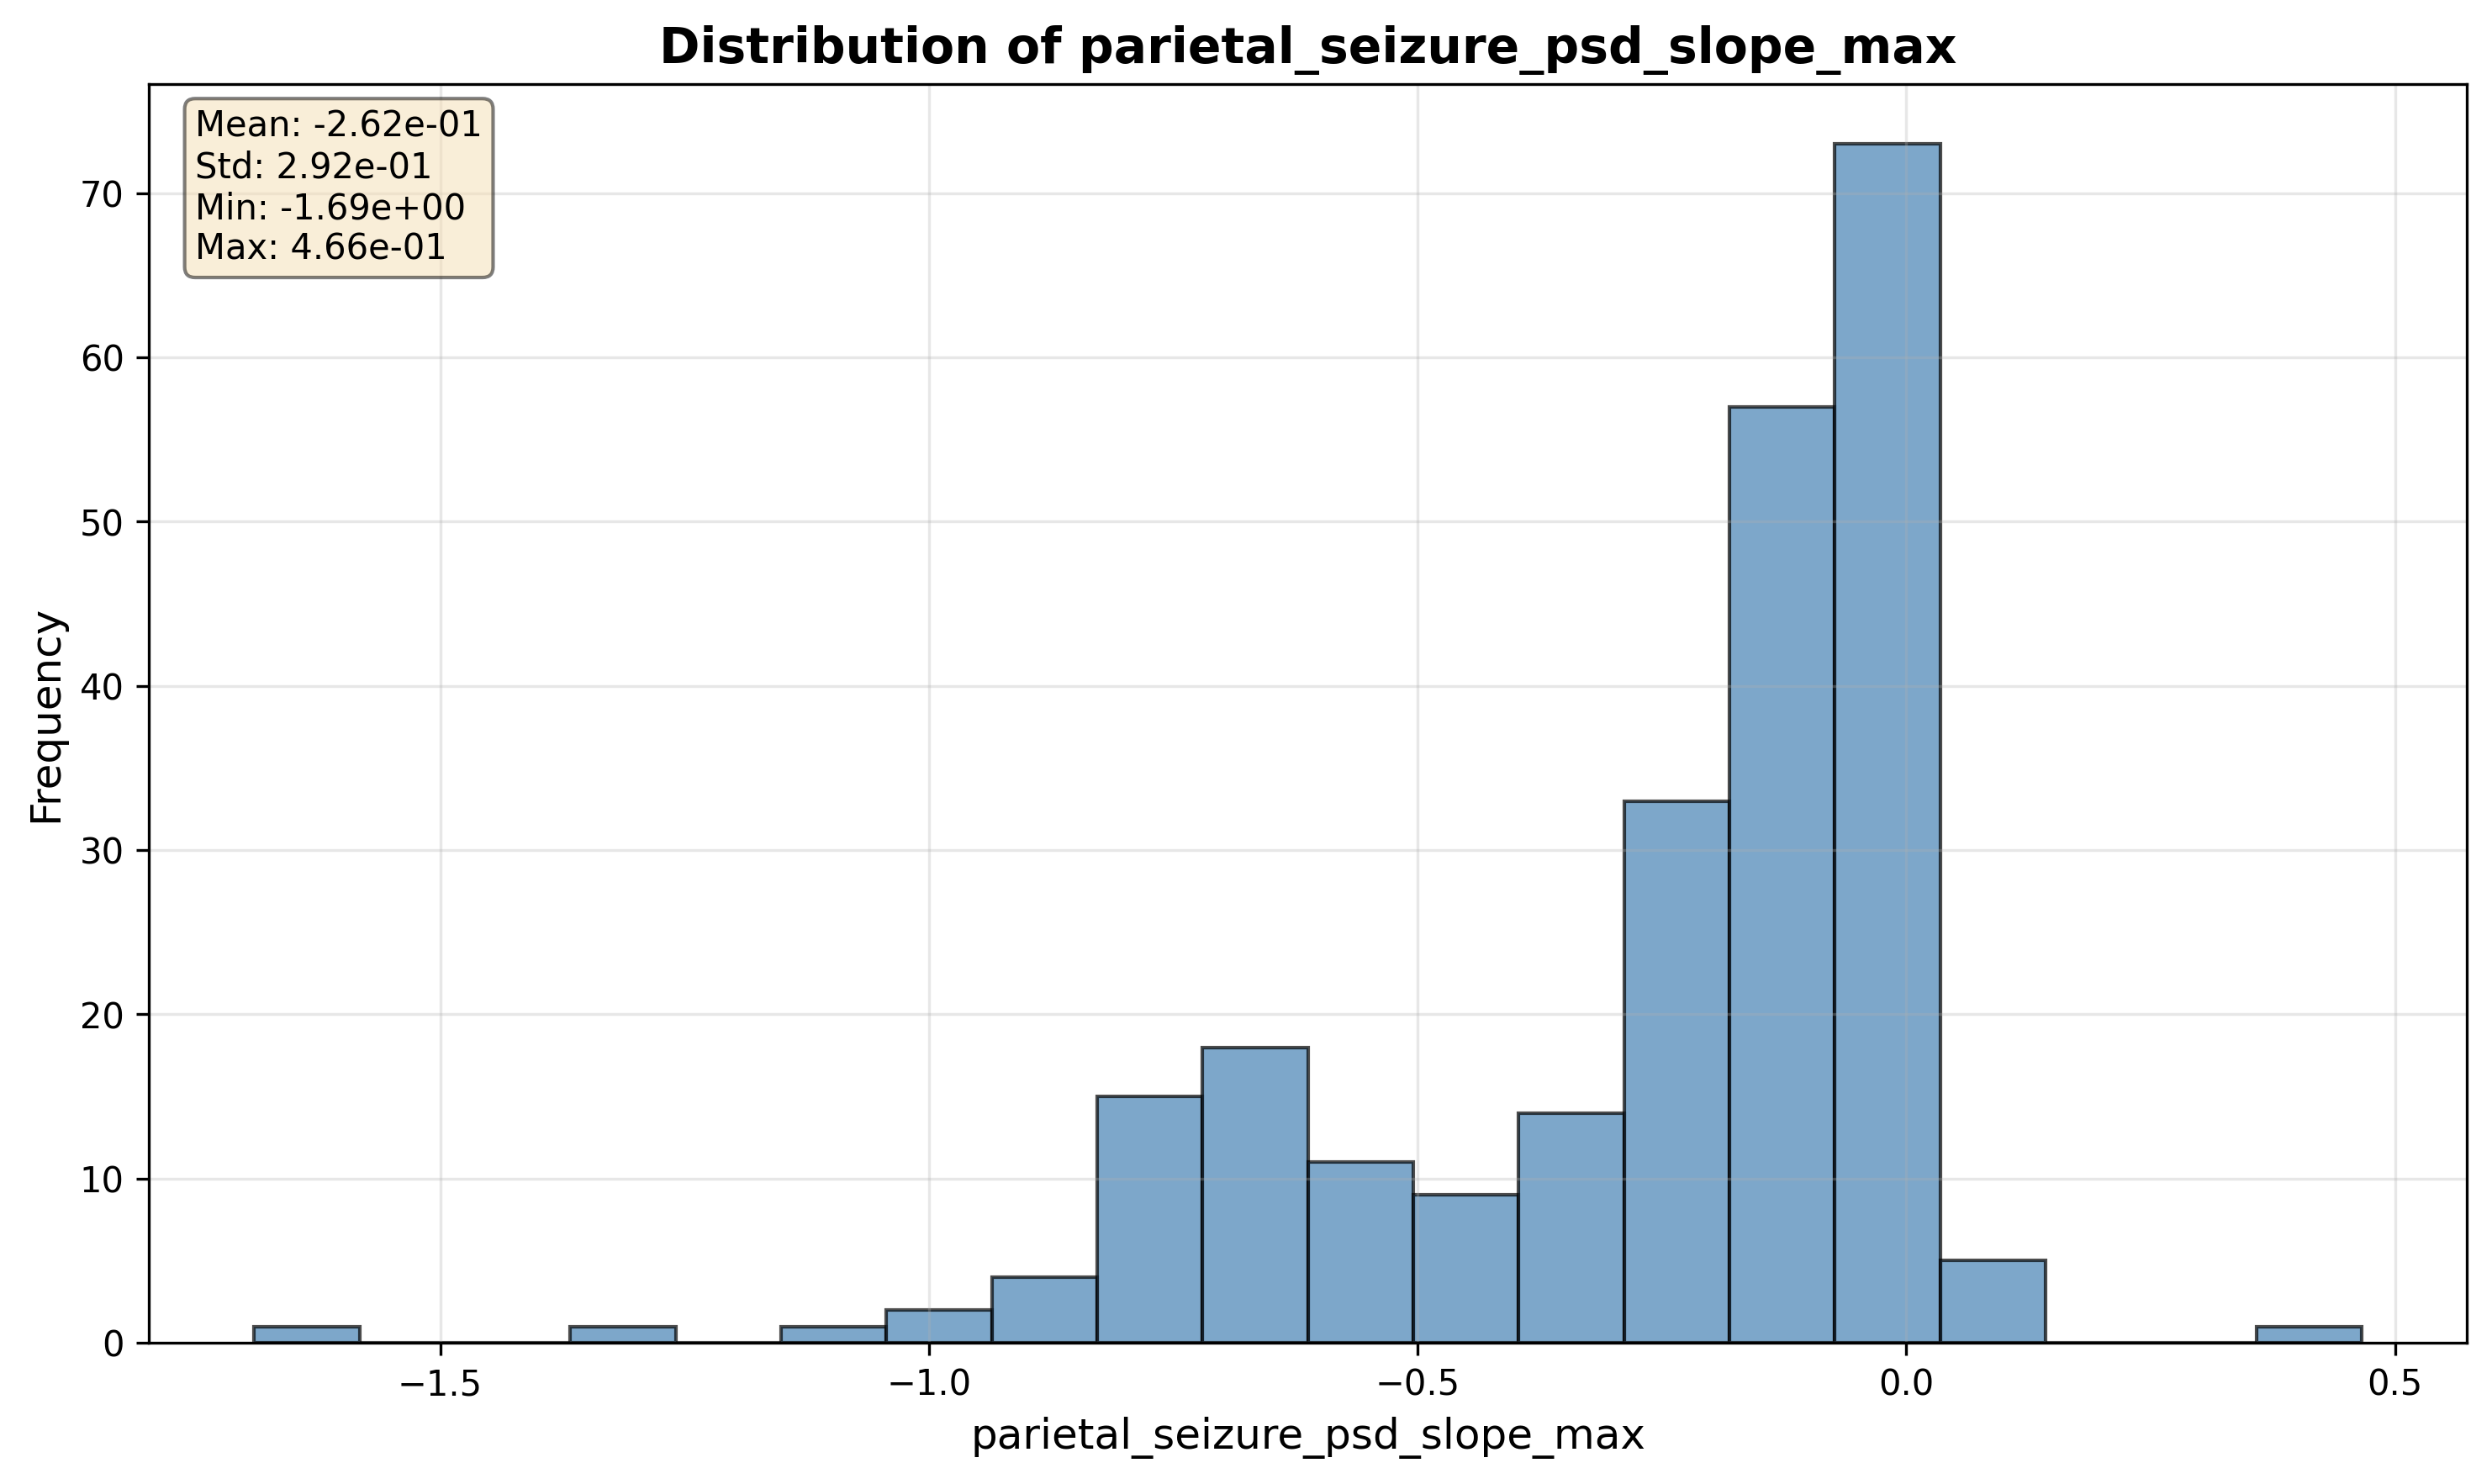 Distribution of parietal_seizure_psd_slope_max
Mean: -2.62e-01
Std: 2.92e-01
Min: -1.69e+00
Max: 4.66e-01
Frequency
70
60
50
40
30
20
10
0
−1.5
−1.0
−0.5
0.0
0.5
parietal_seizure_psd_slope_max